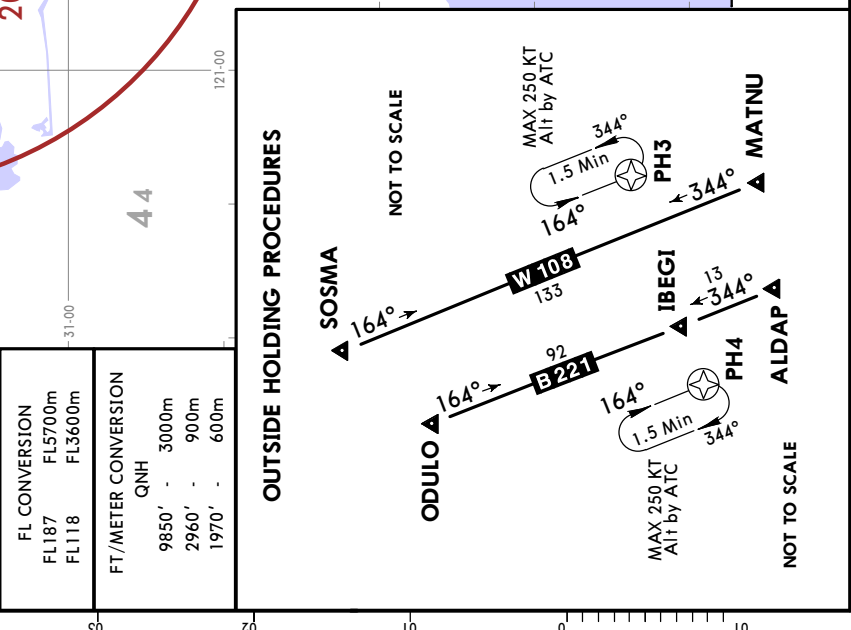 FL CONVERSION
FL187 FL5700m
FL118 FL3600m
FT/METER CONVERSION
QNH
9850' - 3000m
2960' - 900m
1970' - 600m
31-00
121-00
44
OUTSIDE HOLDING PROCEDURES
NOT TO SCALE
SOSMA
164°
W 108
133
344°
MATNU
MAX 250 KT
Alt by ATC
344°
1.5 Min
164°
PH3
ODULO
164°
92
B 221
IBEGI
13
344°
ALDAP
164°
1.5 Min
344°
PH4
MAX 250 KT
Alt by ATC
NOT TO SCALE